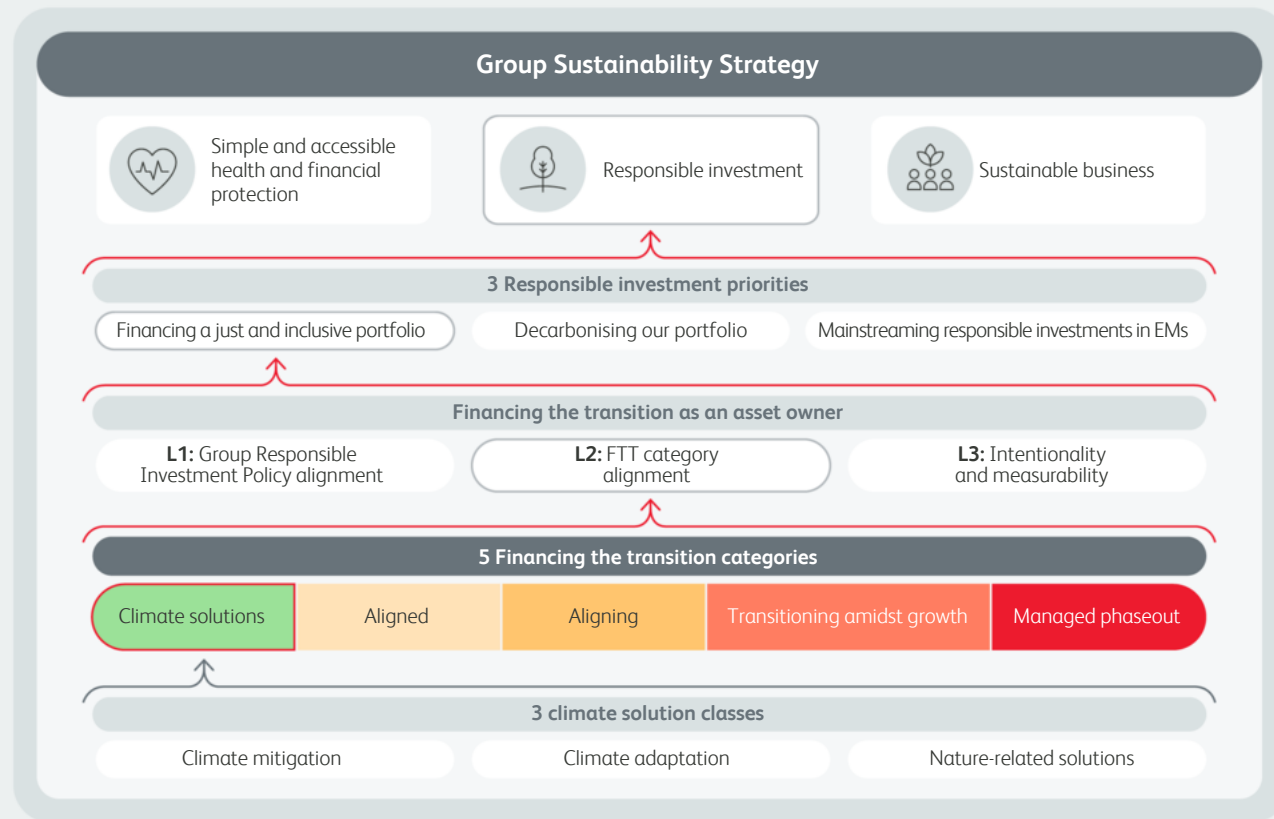 Group Sustainability Strategy
Simple and accessible
health and financial
protection
Responsible investment
Sustainable business
3 Responsible investment priorities
Financing a just and inclusive portfolio
Decarbonising our portfolio
Mainstreaming responsible investments in EMs
Financing the transition as an asset owner
L1: Group Responsible
Investment Policy alignment
L2: FTT category
alignment
L3: Intentionality
and measurability
5 Financing the transition categories
Climate solutions
Aligned
Aligning
Transitioning amidst growth
Managed phaseout
3 climate solution classes
Climate mitigation
Climate adaptation
Nature-related solutions